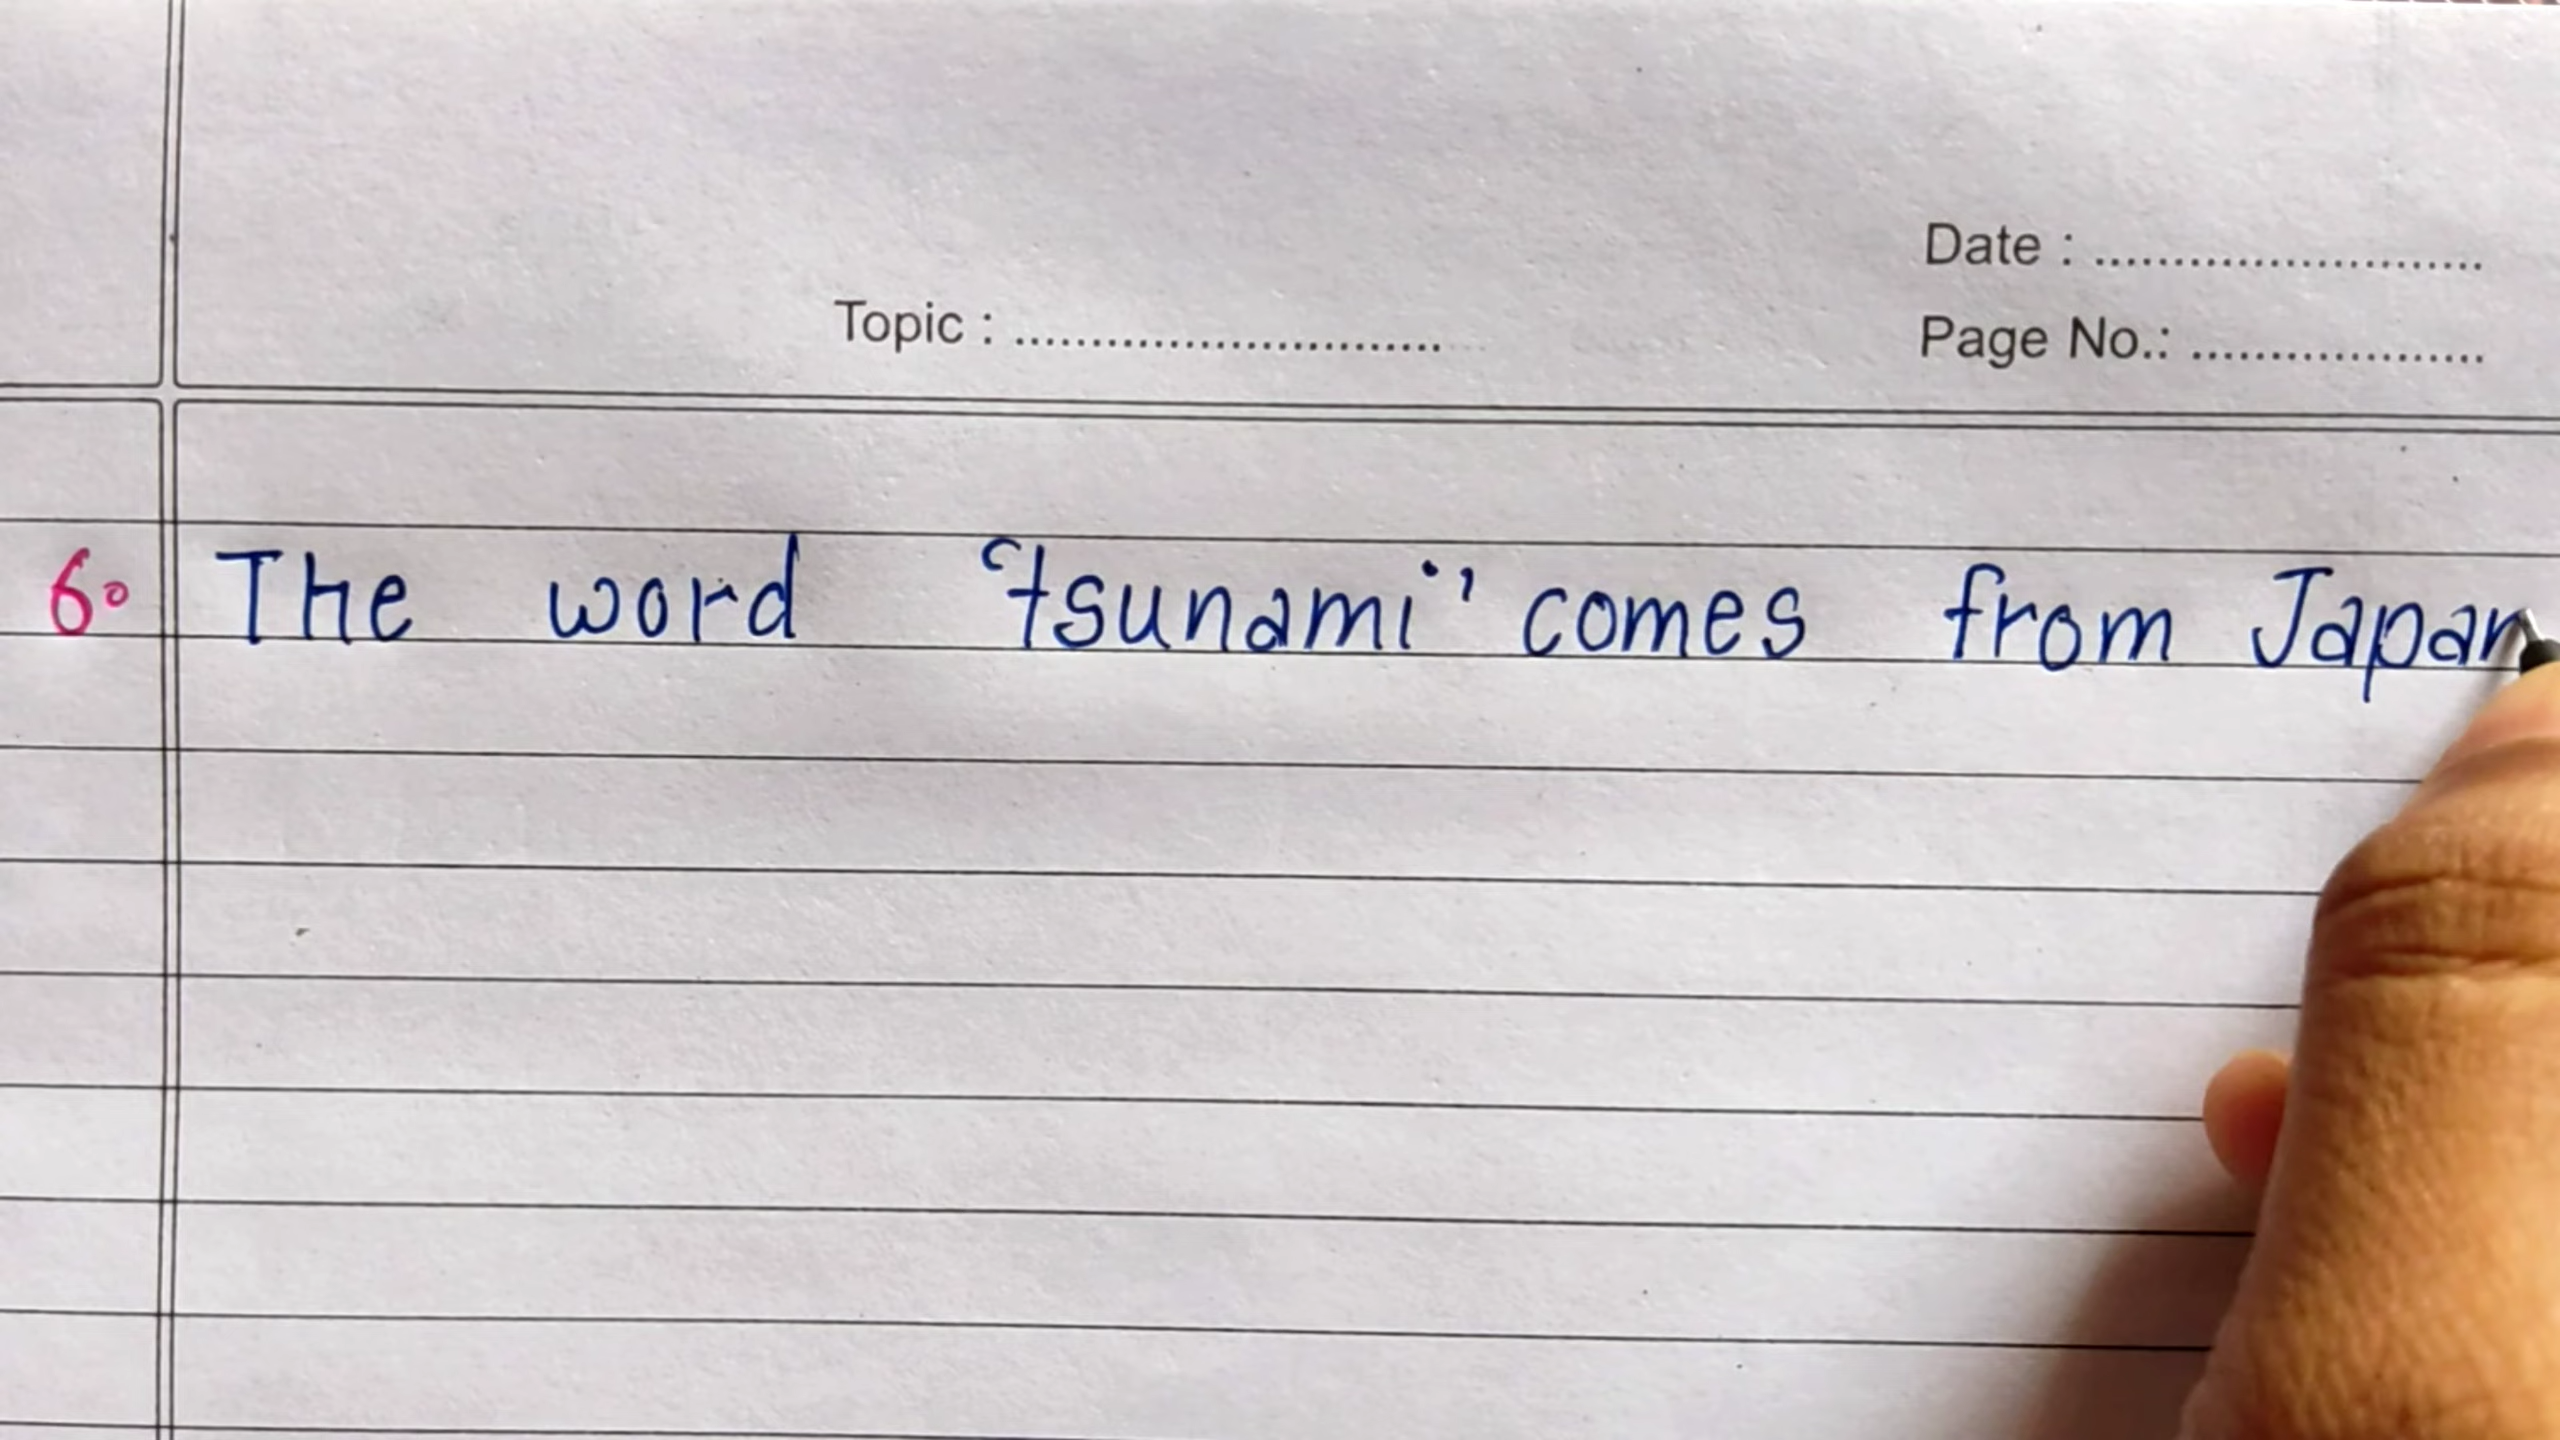 Date : ........................
Topic : ............................
Page No.: ...................
6. The word 'tsunami' comes from Japan